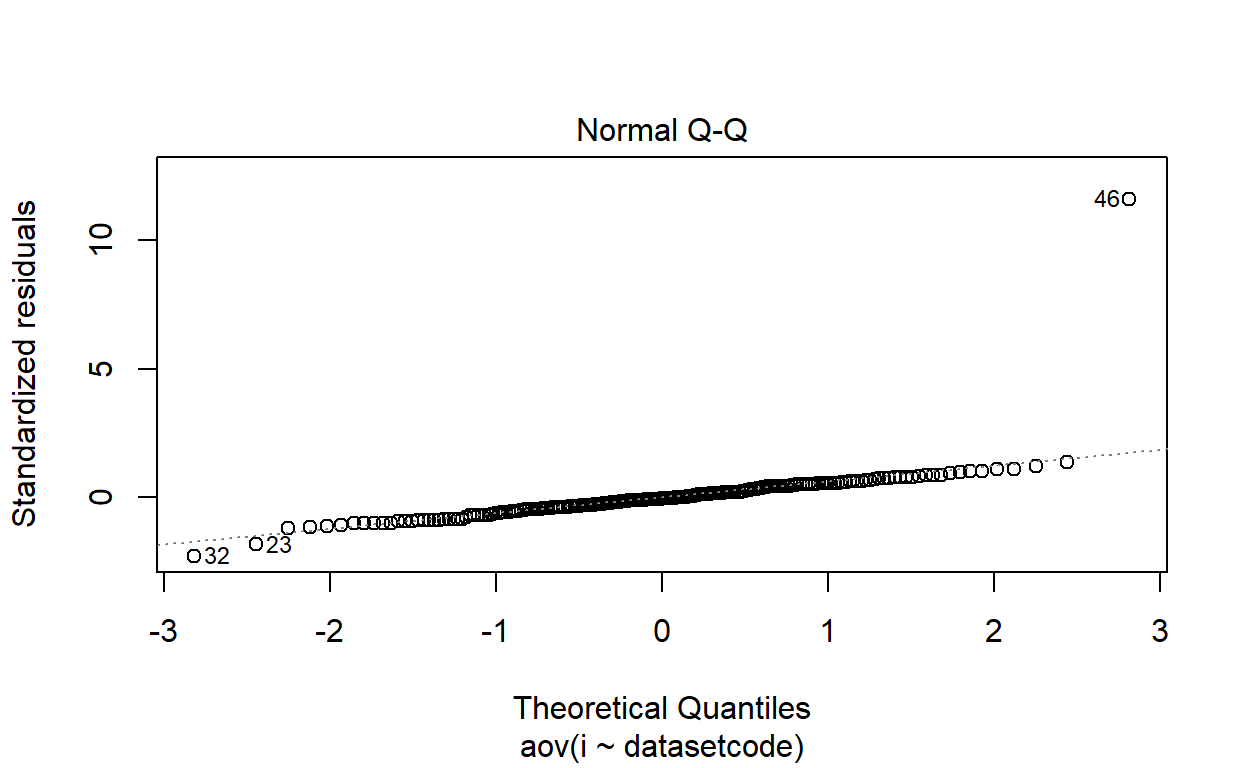 Normal Q-Q
Standardized residuals
10
5
0
46
32
23
-3 -2 -1 0 1 2 3
Theoretical Quantiles
aov(i ~ datasetcode)